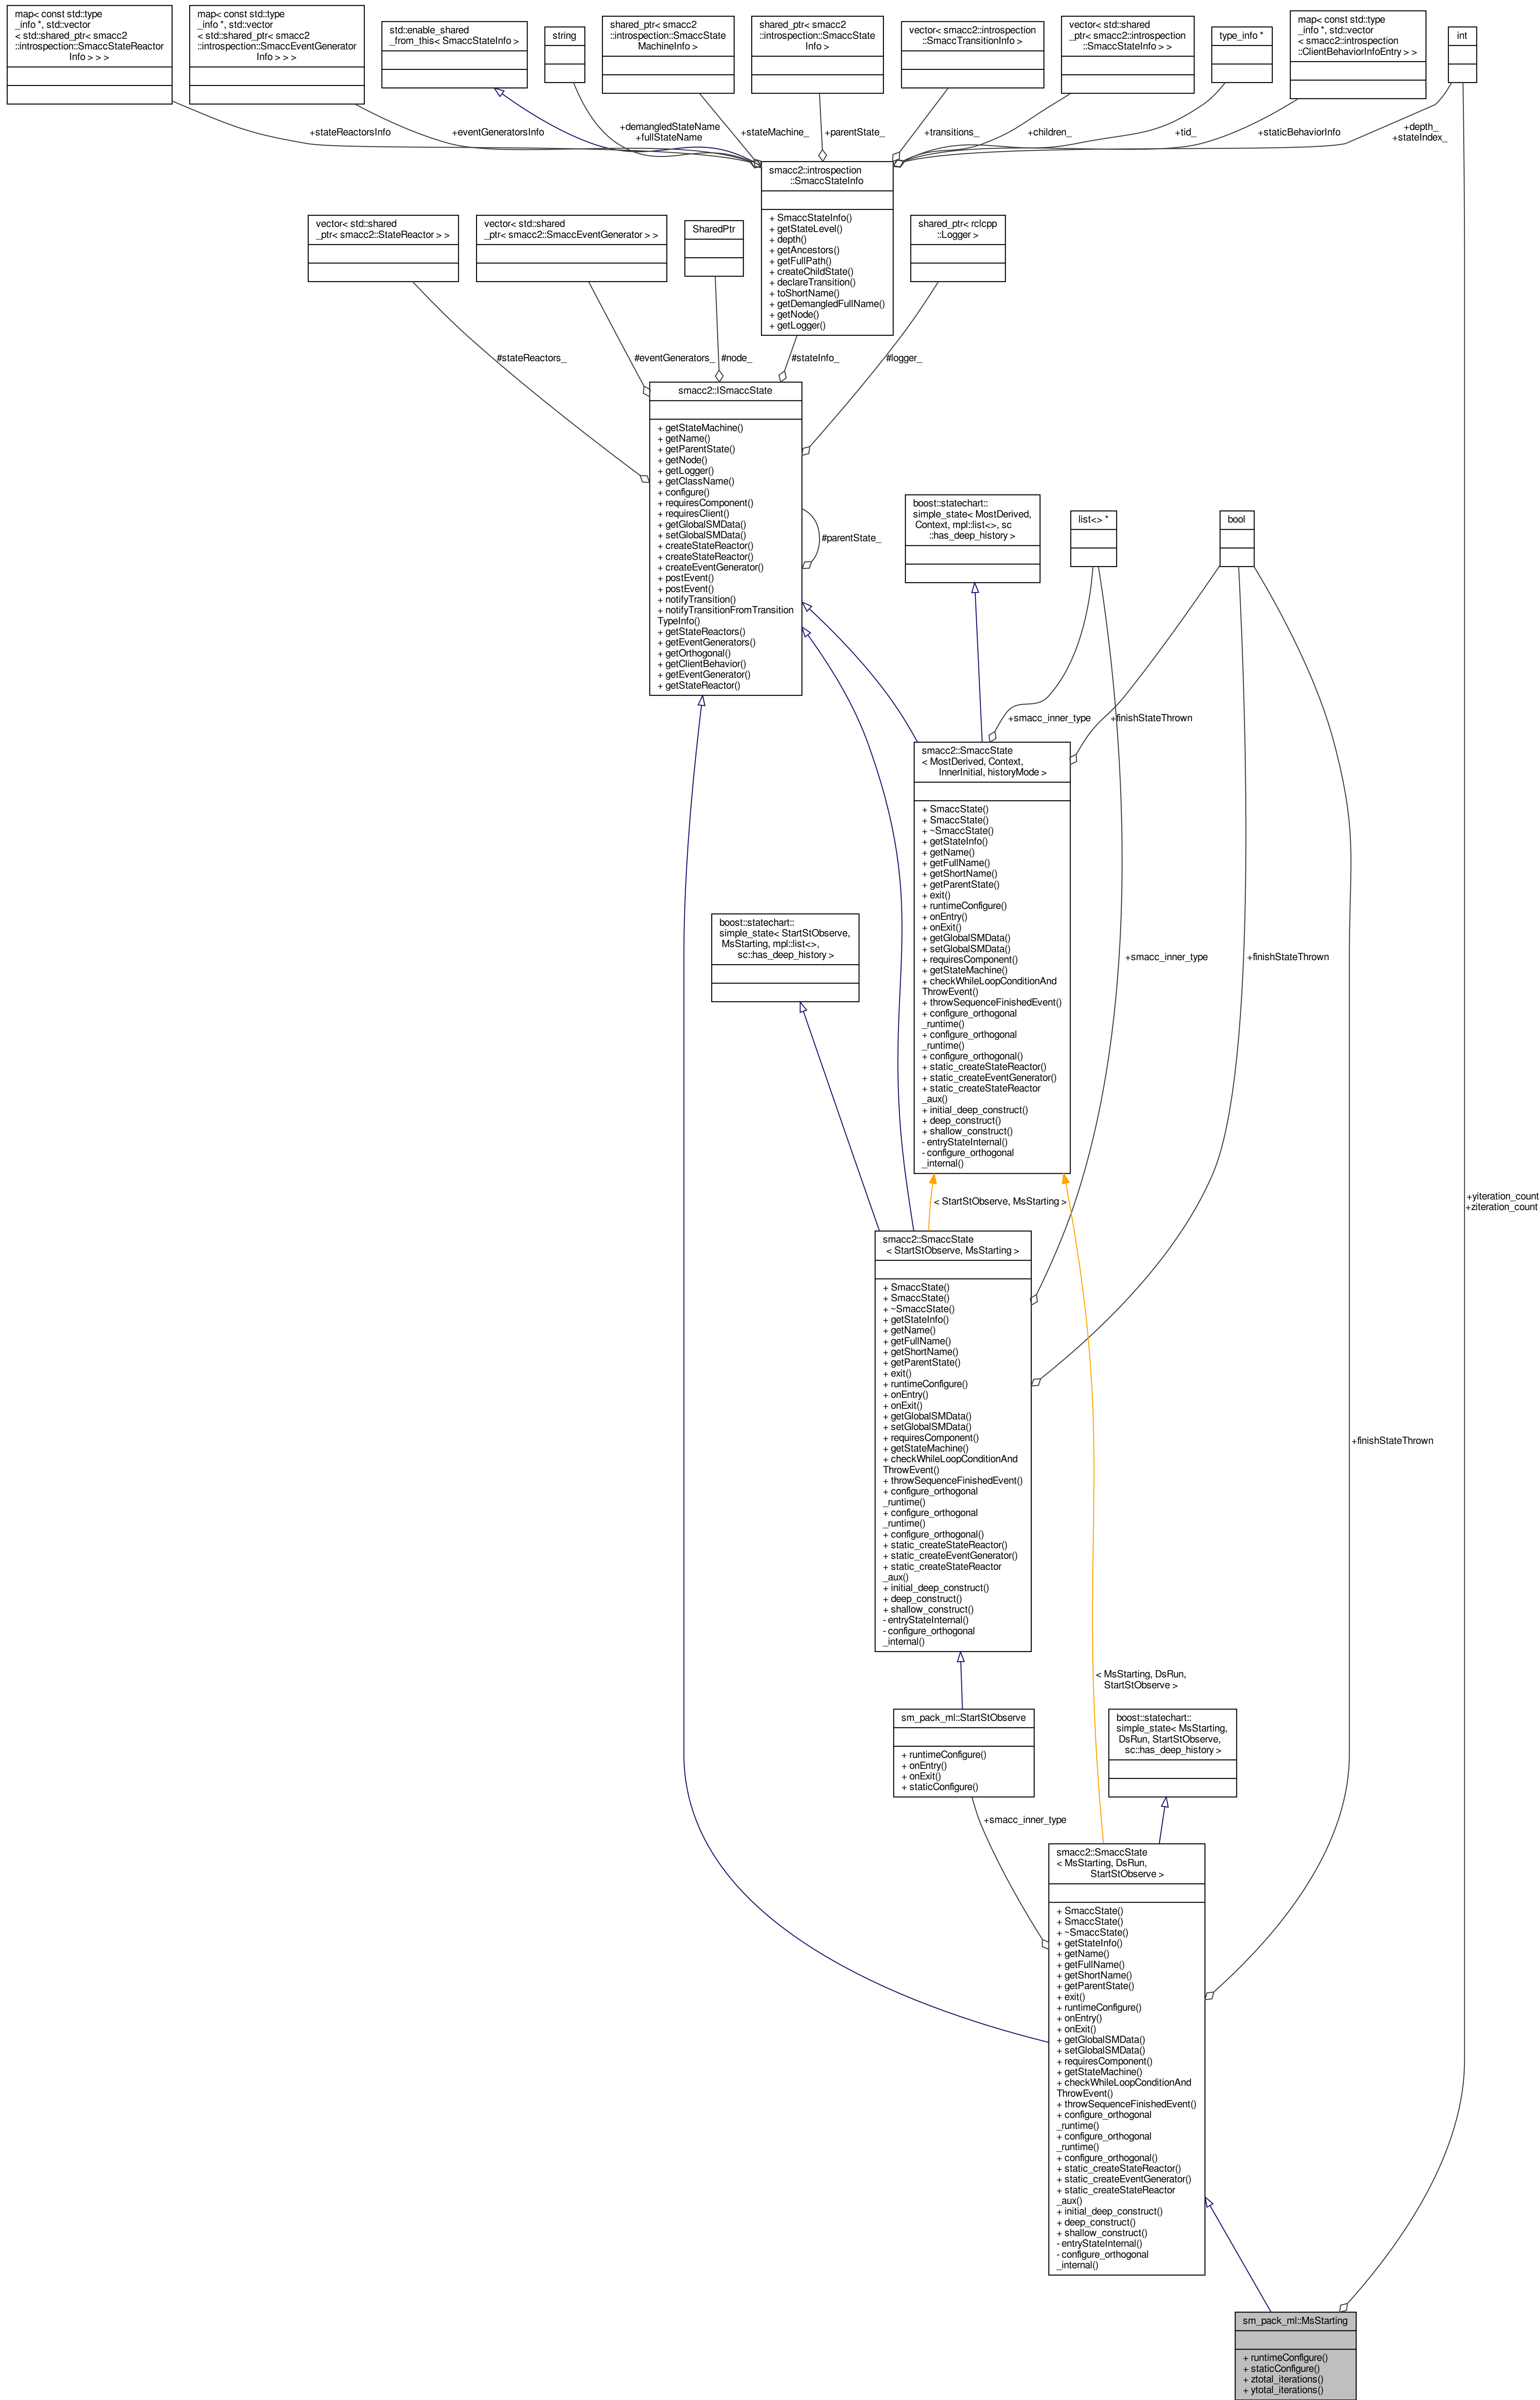 map< const std::type
_info *, std::vector
< std::shared_ptr< smacc2
::introspection::SmaccStateReactor
Info > > >
map< const std::type
_info *, std::vector
< std::shared_ptr< smacc2
::introspection::SmaccEventGenerator
Info > > >
std::enable_shared
_from_this< SmaccStateInfo >
string
shared_ptr< smacc2
::introspection::SmaccState
MachineInfo >
shared_ptr< smacc2
::introspection::SmaccState
Info >
vector< smacc2::introspection
::SmaccTransitionInfo >
vector< std::shared
_ptr< smacc2::introspection
::SmaccStateInfo > >
type_info *
map< const std::type
_info *, std::vector
< smacc2::introspection
::ClientBehaviorInfoEntry > >
int
+stateReactorsInfo
+eventGeneratorsInfo
+demangledStateName
+fullStateName
+stateMachine_
+parentState_
+transitions_
+children_
+tid_
+staticBehaviorInfo
+depth_
+stateIndex_
smacc2::introspection
::SmaccStateInfo
+ SmaccStateInfo()
+ getStateLevel()
+ depth()
+ getAncestors()
+ getFullPath()
+ createChildState()
+ declareTransition()
+ toShortName()
+ getDemangledFullName()
+ getNode()
+ getLogger()
vector< std::shared
_ptr< smacc2::StateReactor > >
vector< std::shared
_ptr< smacc2::SmaccEventGenerator > >
SharedPtr
shared_ptr< rclcpp
::Logger >
#stateReactors_
#eventGenerators_
#node_
#stateInfo_
#logger_
smacc2::ISmaccState
+ getStateMachine()
+ getName()
+ getParentState()
+ getNode()
+ getLogger()
+ getClassName()
+ configure()
+ requiresComponent()
+ requiresClient()
+ getGlobalSMData()
+ setGlobalSMData()
+ createStateReactor()
+ createStateReactor()
+ createEventGenerator()
+ postEvent()
+ postEvent()
+ notifyTransition()
+ notifyTransitionFromTransition
TypeInfo()
+ getStateReactors()
+ getEventGenerators()
+ getOrthogonal()
+ getClientBehavior()
+ getEventGenerator()
+ getStateReactor()
#parentState_
boost::statechart::
simple_state< MostDerived,
Context, mpl::list<>, sc
::has_deep_history >
list<> *
bool
+smacc_inner_type
+finishStateThrown
smacc2::SmaccState
< MostDerived, Context,
InnerInitial, historyMode >
+ SmaccState()
+ SmaccState()
+ ~SmaccState()
+ getStateInfo()
+ getName()
+ getFullName()
+ getShortName()
+ getParentState()
+ exit()
+ runtimeConfigure()
+ onEntry()
+ onExit()
+ getGlobalSMData()
+ setGlobalSMData()
+ requiresComponent()
+ getStateMachine()
+ checkWhileLoopConditionAnd
ThrowEvent()
+ throwSequenceFinishedEvent()
+ configure_orthogonal
_runtime()
+ configure_orthogonal
_runtime()
+ configure_orthogonal()
+ static_createStateReactor()
+ static_createEventGenerator()
+ static_createStateReactor
_aux()
+ initial_deep_construct()
+ deep_construct()
+ shallow_construct()
- entryStateInternal()
- configure_orthogonal
_internal()
boost::statechart::
simple_state< StartStObserve,
MsStarting, mpl::list<>,
sc::has_deep_history >
+smacc_inner_type
+finishStateThrown
< StartStObserve, MsStarting >
+yiteration_count
+ziteration_count
smacc2::SmaccState
< StartStObserve, MsStarting >
+ SmaccState()
+ SmaccState()
+ ~SmaccState()
+ getStateInfo()
+ getName()
+ getFullName()
+ getShortName()
+ getParentState()
+ exit()
+ runtimeConfigure()
+ onEntry()
+ onExit()
+ getGlobalSMData()
+ setGlobalSMData()
+ requiresComponent()
+ getStateMachine()
+ checkWhileLoopConditionAnd
ThrowEvent()
+ throwSequenceFinishedEvent()
+ configure_orthogonal
_runtime()
+ configure_orthogonal
_runtime()
+ configure_orthogonal()
+ static_createStateReactor()
+ static_createEventGenerator()
+ static_createStateReactor
_aux()
+ initial_deep_construct()
+ deep_construct()
+ shallow_construct()
- entryStateInternal()
- configure_orthogonal
_internal()
+finishStateThrown
< MsStarting, DsRun,
StartStObserve >
sm_pack_ml::StartStObserve
+ runtimeConfigure()
+ onEntry()
+ onExit()
+ staticConfigure()
boost::statechart::
simple_state< MsStarting,
DsRun, StartStObserve,
sc::has_deep_history >
+smacc_inner_type
smacc2::SmaccState
< MsStarting, DsRun,
StartStObserve >
+ SmaccState()
+ SmaccState()
+ ~SmaccState()
+ getStateInfo()
+ getName()
+ getFullName()
+ getShortName()
+ getParentState()
+ exit()
+ runtimeConfigure()
+ onEntry()
+ onExit()
+ getGlobalSMData()
+ setGlobalSMData()
+ requiresComponent()
+ getStateMachine()
+ checkWhileLoopConditionAnd
ThrowEvent()
+ throwSequenceFinishedEvent()
+ configure_orthogonal
_runtime()
+ configure_orthogonal
_runtime()
+ configure_orthogonal()
+ static_createStateReactor()
+ static_createEventGenerator()
+ static_createStateReactor
_aux()
+ initial_deep_construct()
+ deep_construct()
+ shallow_construct()
- entryStateInternal()
- configure_orthogonal
_internal()
sm_pack_ml::MsStarting
+ runtimeConfigure()
+ staticConfigure()
+ ztotal_iterations()
+ ytotal_iterations()